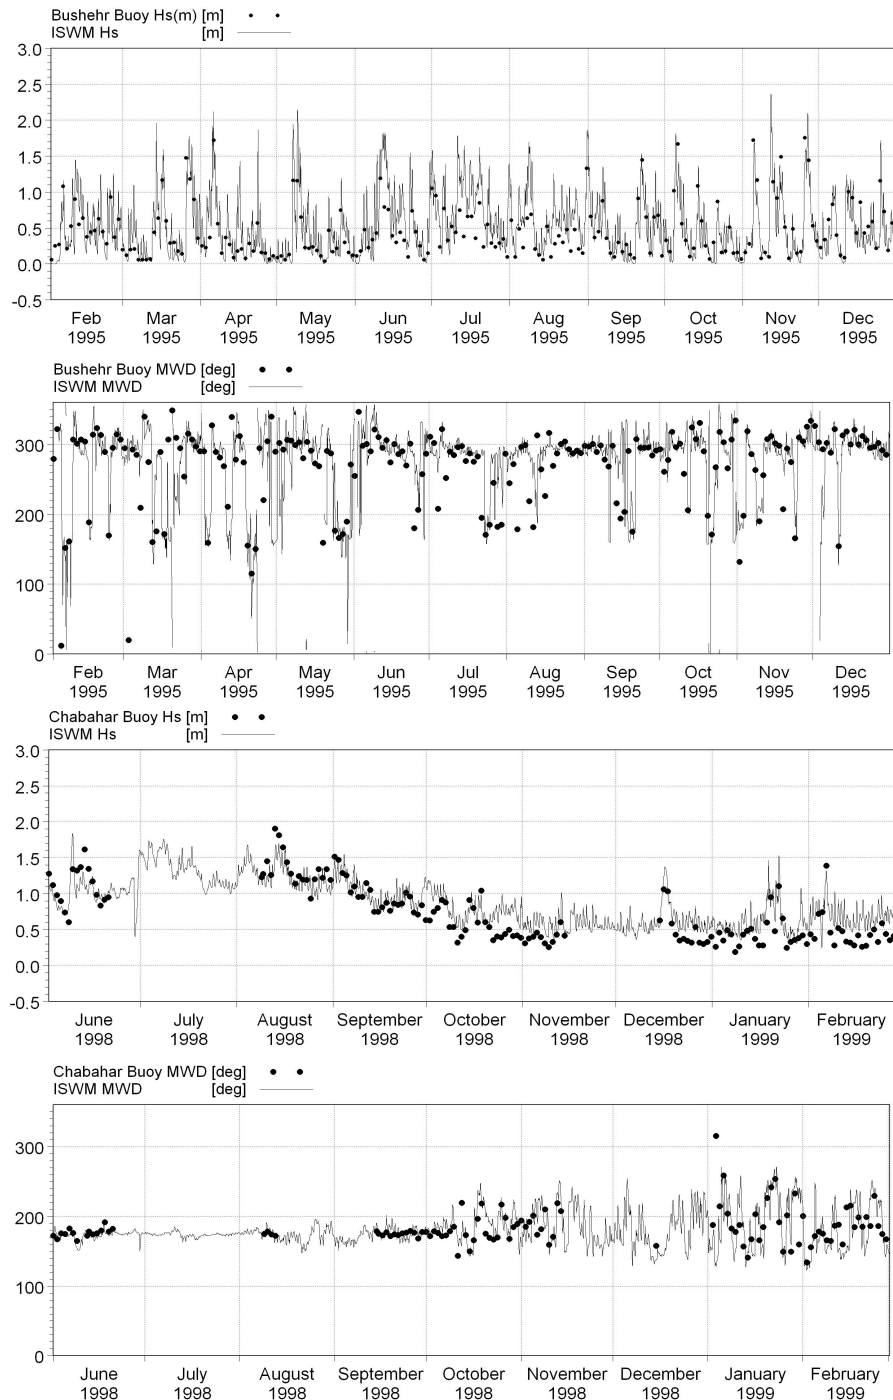 Bushehr Buoy Hs(m) [m]
ISWM Hs [m]
3.0
2.5
2.0
1.5
1.0
0.5
0.0
-0.5
Feb Mar Apr May Jun Jul Aug Sep Oct Nov Dec
1995 1995 1995 1995 1995 1995 1995 1995 1995 1995 1995
Bushehr Buoy MWD [deg]
ISWM MWD [deg]
300
200
100
0
Feb Mar Apr May Jun Jul Aug Sep Oct Nov Dec
1995 1995 1995 1995 1995 1995 1995 1995 1995 1995 1995
Chabahar Buoy Hs [m]
ISWM Hs [m]
3.0
2.5
2.0
1.5
1.0
0.5
0.0
-0.5
June July August September October November December January February
1998 1998 1998 1998 1998 1998 1998 1999 1999
Chabahar Buoy MWD [deg]
ISWM MWD [deg]
300
200
100
0
June July August September October November December January February
1998 1998 1998 1998 1998 1998 1998 1999 1999